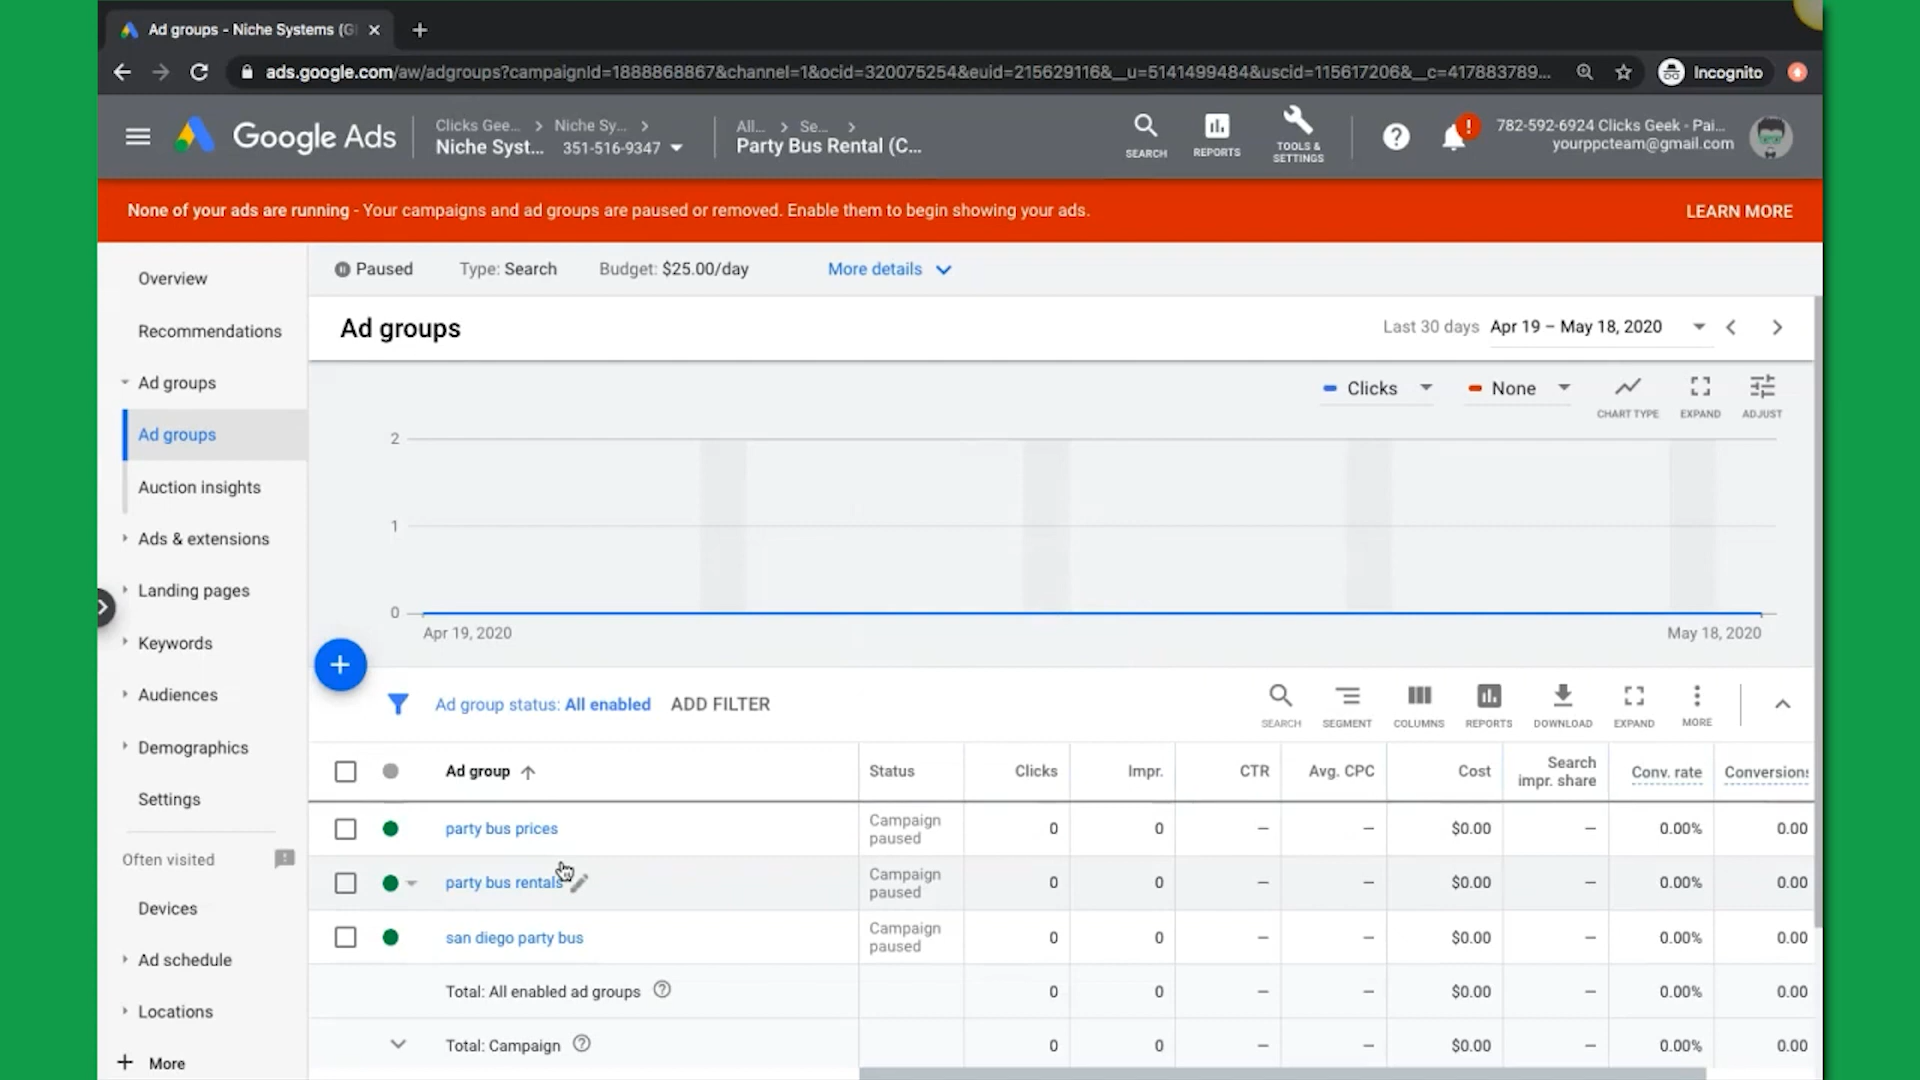 Ad groups - Niche Systems (G
ads.google.com/aw/adgroups?campaignId=1888868867&channel=1&ocid=320075254&euid=215629116&__u=5141499484&uscid=115617206&__c=417883789...
Incognito
Google Ads
Clicks Gee... > Niche Sy... >
Niche Syst... 351-516-9347
All... > Se... >
Party Bus Rental (C...
SEARCH
REPORTS
TOOLS & SETTINGS
782-592-6924 Clicks Geek - Pai...
yourppcteam@gmail.com
None of your ads are running - Your campaigns and ad groups are paused or removed. Enable them to begin showing your ads.
LEARN MORE
Overview
Recommendations
Ad groups
Ad groups
Auction insights
Ads & extensions
Landing pages
Keywords
Audiences
Demographics
Settings
Often visited
Devices
Ad schedule
Locations
+ More
Paused Type: Search Budget: $25.00/day More details
Ad groups
Last 30 days Apr 19 – May 18, 2020
Clicks None
CHART TYPE EXPAND ADJUST
2
1
0
Apr 19, 2020 May 18, 2020
Ad group status: All enabled ADD FILTER
SEARCH SEGMENT COLUMNS REPORTS DOWNLOAD EXPAND MORE
Ad group Status Clicks Impr. CTR Avg. CPC Cost Search impr. share Conv. rate Conversions
party bus prices Campaign paused 0 0 – – $0.00 – 0.00% 0.00
party bus rentals Campaign paused 0 0 – – $0.00 – 0.00% 0.00
san diego party bus Campaign paused 0 0 – – $0.00 – 0.00% 0.00
Total: All enabled ad groups 0 0 – – $0.00 – 0.00% 0.00
Total: Campaign 0 0 – – $0.00 – 0.00% 0.00